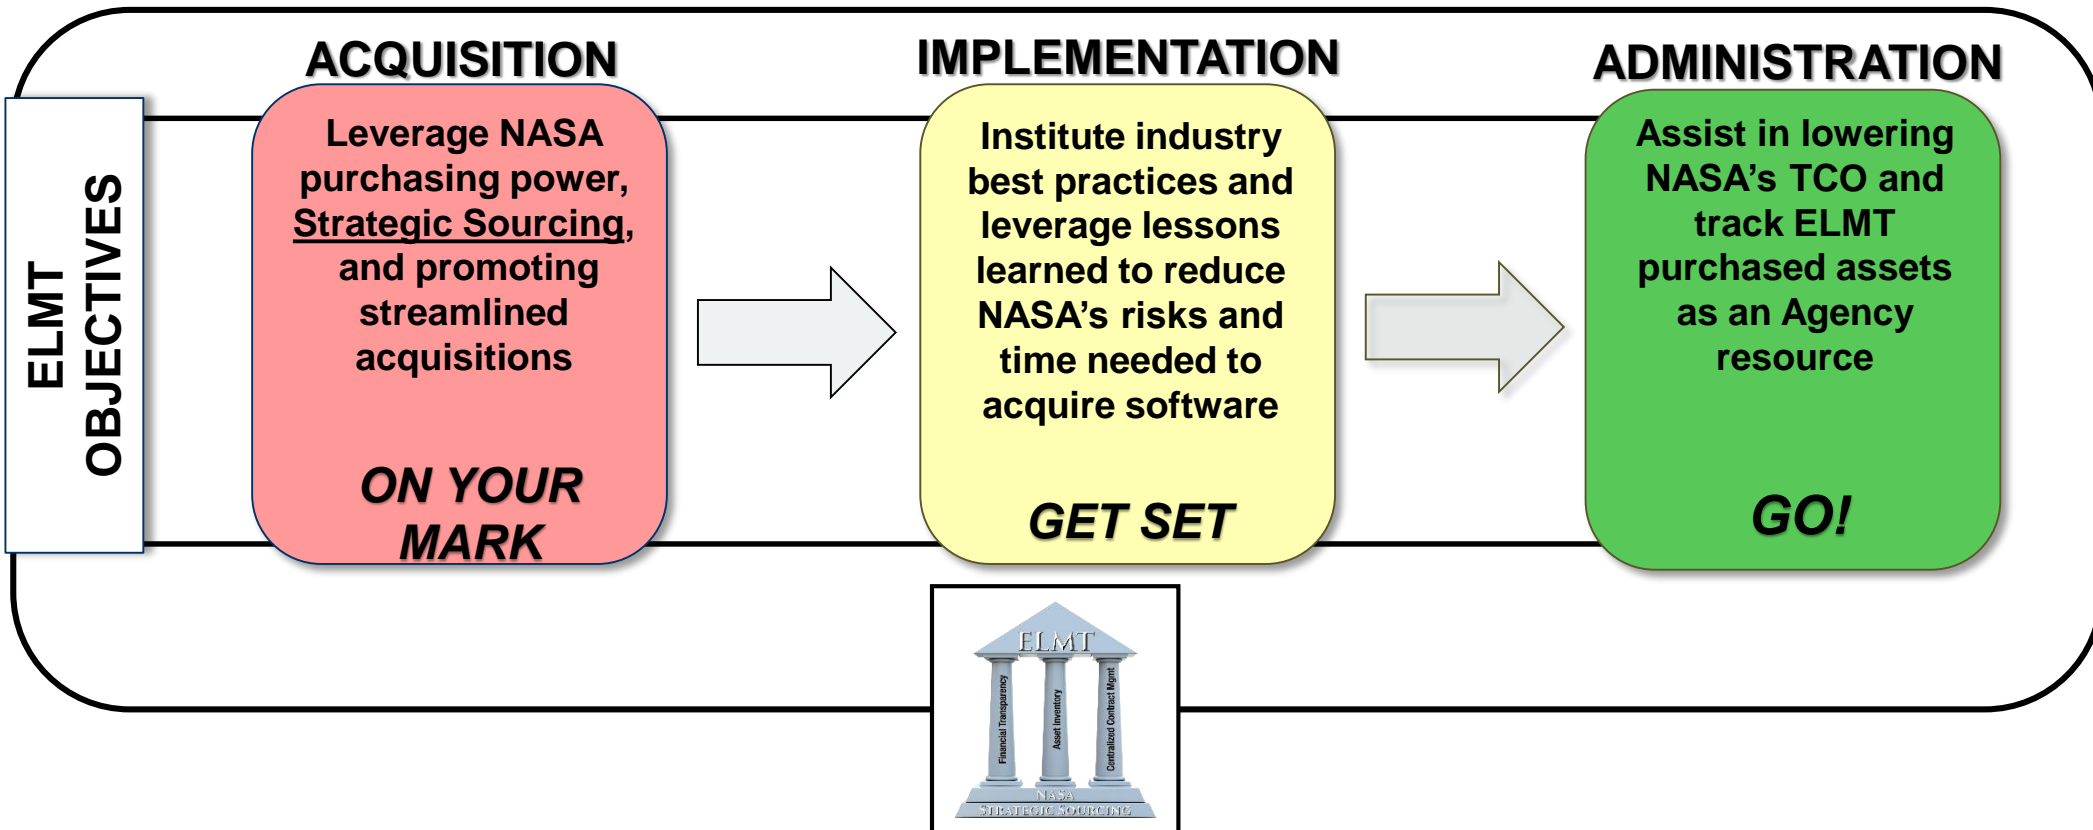 ELMT
OBJECTIVES
ACQUISITION
Leverage NASA
purchasing power,
Strategic Sourcing,
and promoting
streamlined
acquisitions
ON YOUR
MARK
IMPLEMENTATION
Institute industry
best practices and
leverage lessons
learned to reduce
NASA’s risks and
time needed to
acquire software
GET SET
ADMINISTRATION
Assist in lowering
NASA’s TCO and
track ELMT
purchased assets
as an Agency
resource
GO!
ELMT
Financial Transparency
Asset Inventory
Centralized Contract Mgmt
NASA
STRATEGIC SOURCING